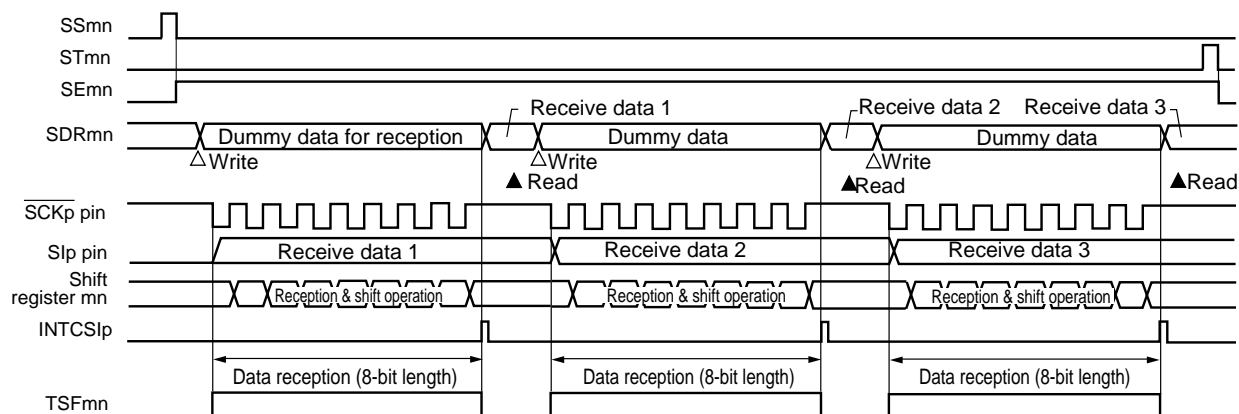 SSmn
STmn
SEmn
Receive data 1
Receive data 2
Receive data 3
SDRmn
Dummy data for reception
Dummy data
Dummy data
△Write
△Write
△Write
▲Read
▲Read
▲Read
SCKp pin
SIp pin
Receive data 1
Receive data 2
Receive data 3
Shift
register mn
Reception & shift operation
Reception & shift operation
Reception & shift operation
INTCSIp
Data reception (8-bit length)
Data reception (8-bit length)
Data reception (8-bit length)
TSFmn